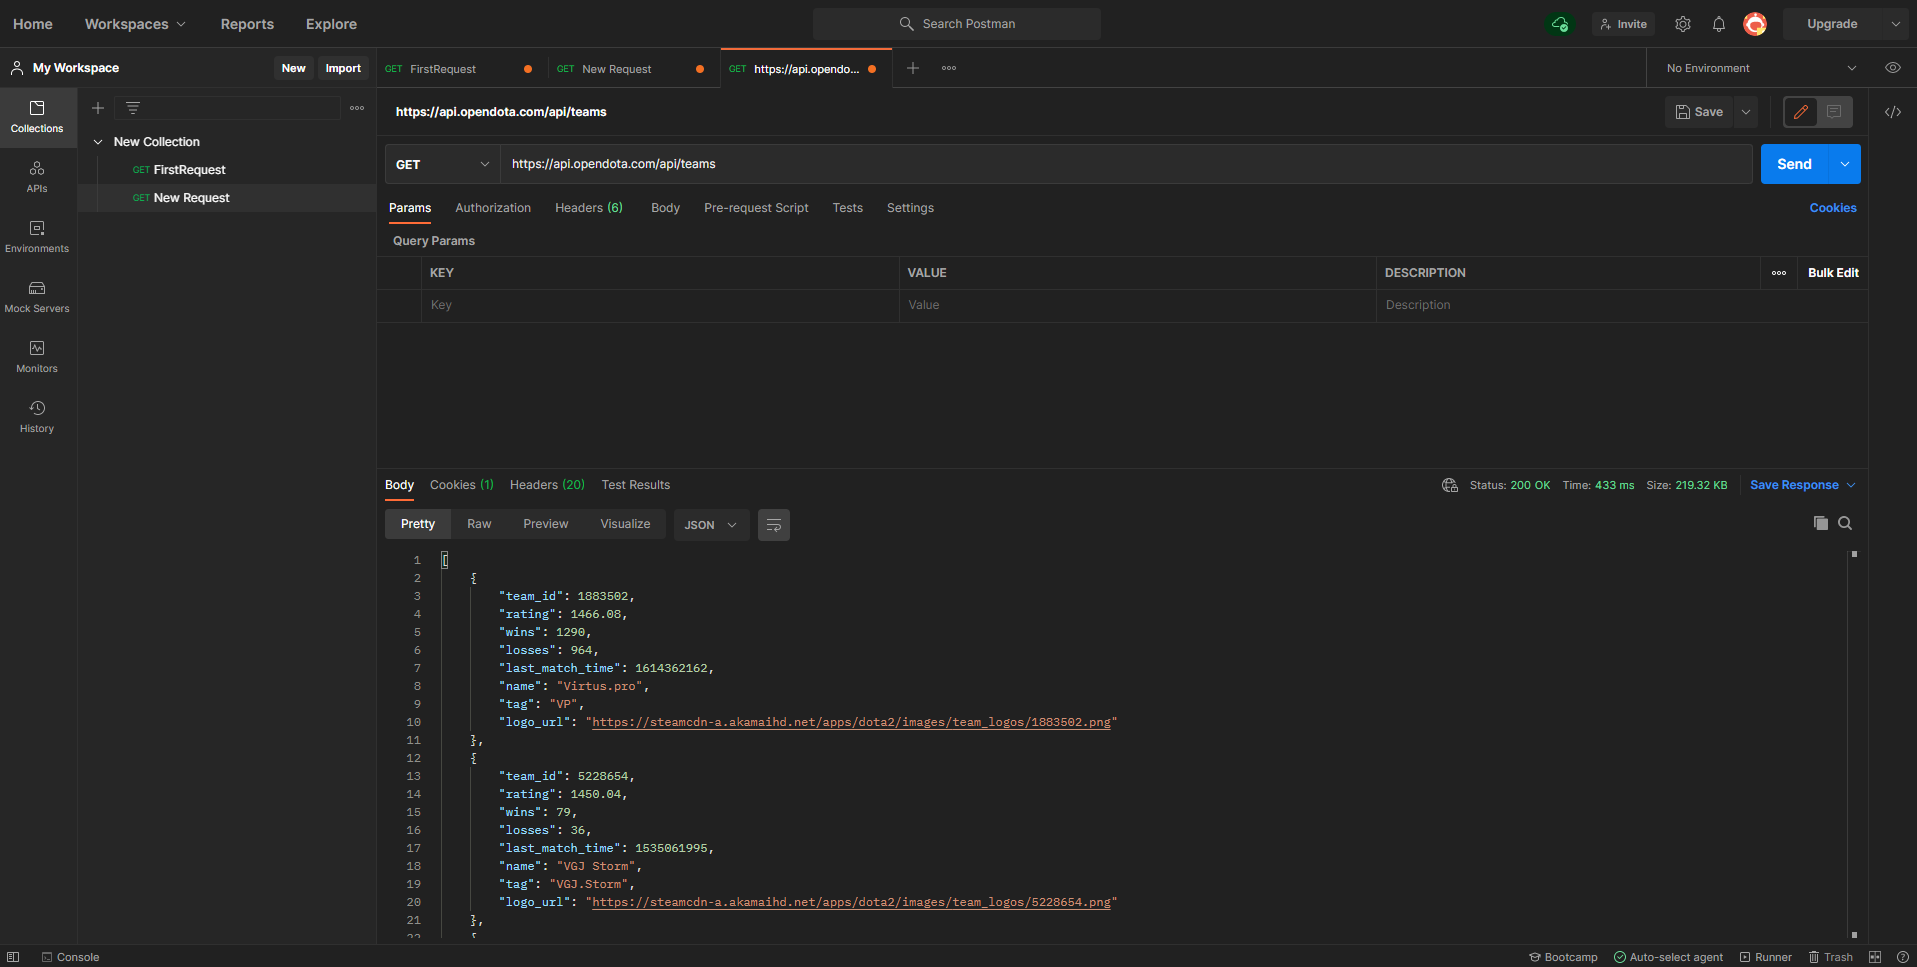 Home Workspaces Reports Explore Search Postman Invite Upgrade
My Workspace New Import GET FirstRequest GET New Request GET https://api.opendo... No Environment
Collections
APIs
Environments
Mock Servers
Monitors
History
New Collection
GET FirstRequest
GET New Request
https://api.opendota.com/api/teams Save
GET https://api.opendota.com/api/teams Send
Params Authorization Headers (6) Body Pre-request Script Tests Settings Cookies
Query Params
KEY VALUE DESCRIPTION Bulk Edit
Key Value Description
Body Cookies (1) Headers (20) Test Results Status: 200 OK Time: 433 ms Size: 219.32 KB Save Response
Pretty Raw Preview Visualize JSON
1 [
2 {
3 "team_id": 1883502,
4 "rating": 1466.08,
5 "wins": 1290,
6 "losses": 964,
7 "last_match_time": 1614362162,
8 "name": "Virtus.pro",
9 "tag": "VP",
10 "logo_url": "https://steamcdn-a.akamaihd.net/apps/dota2/images/team_logos/1883502.png"
11 },
12 {
13 "team_id": 5228654,
14 "rating": 1450.04,
15 "wins": 79,
16 "losses": 36,
17 "last_match_time": 1535061995,
18 "name": "VGJ Storm",
19 "tag": "VGJ.Storm",
20 "logo_url": "https://steamcdn-a.akamaihd.net/apps/dota2/images/team_logos/5228654.png"
21 },
22 {
Console Bootcamp Auto-select agent Runner Trash